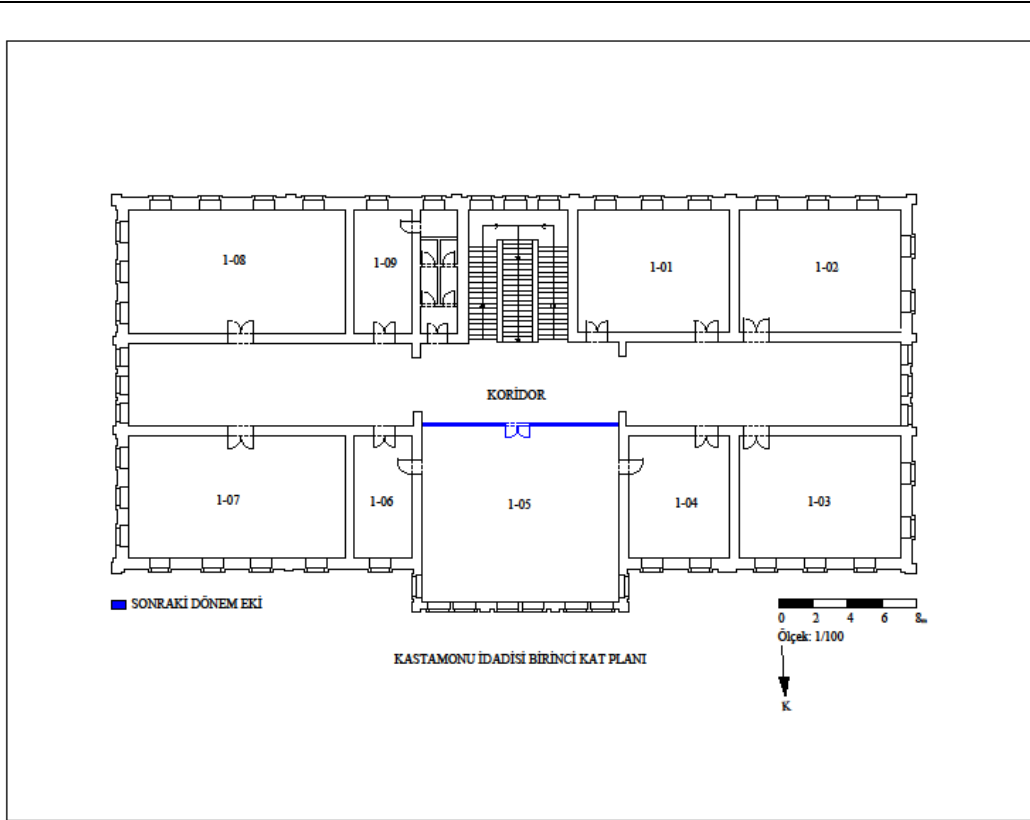 1-08
1-09
1-01
1-02
KORİDOR
1-07
1-06
1-05
1-04
1-03
SONRAKİ DÖNEM EKİ
0 2 4 6 8m
Ölçek: 1/100
KASTAMONU İDADİSİ BİRİNCİ KAT PLANI
K